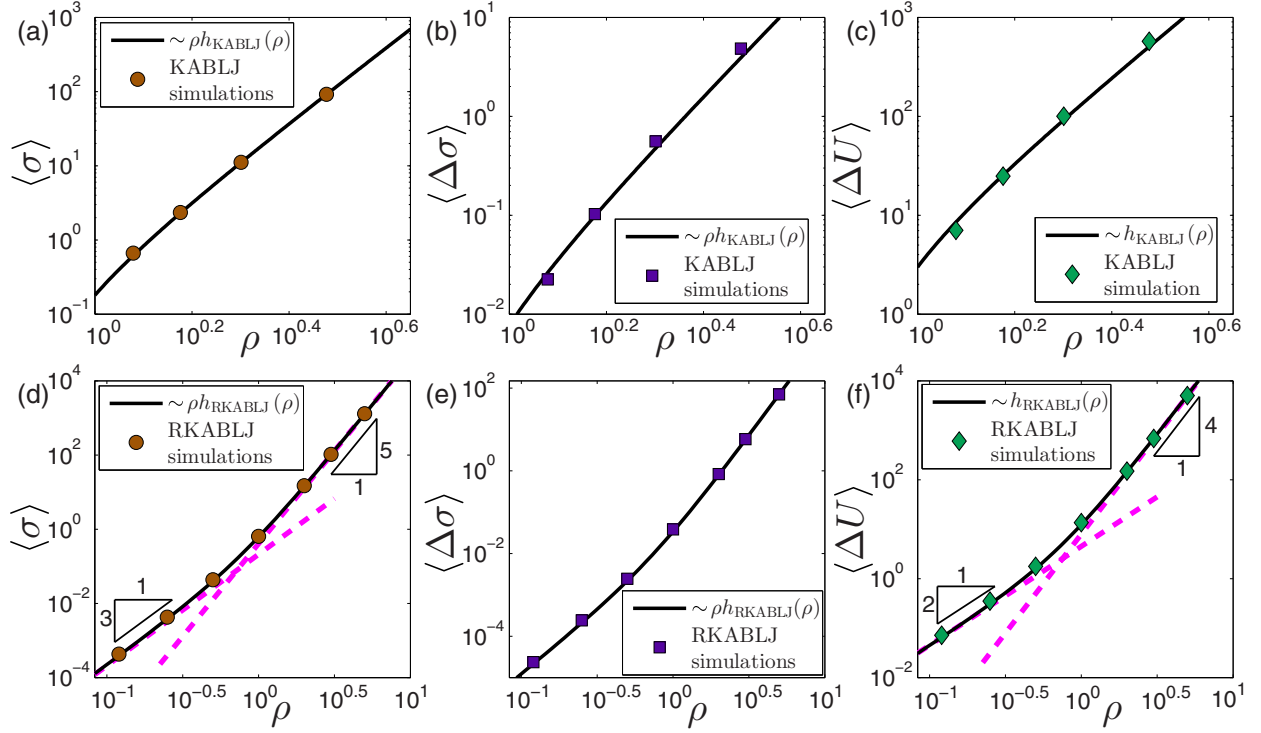 (a)
∼ρh_KABLJ(ρ)
KABLJ
simulations
⟨σ⟩
10^3
10^2
10^1
10^0
10^-1
10^0 10^0.2 10^0.4 10^0.6
ρ
(b)
⟨Δσ⟩
10^1
10^0
10^-1
10^-2
∼ρh_KABLJ(ρ)
KABLJ
simulations
10^0 10^0.2 10^0.4 10^0.6
ρ
(c)
⟨ΔU⟩
10^3
10^2
10^1
10^0
∼h_KABLJ(ρ)
KABLJ
simulation
10^0 10^0.2 10^0.4 10^0.6
ρ
(d)
∼ρh_RKABLJ(ρ)
RKABLJ
simulations
⟨σ⟩
10^4
10^2
10^0
10^-2
10^-4
5
1
1
3
10^-1 10^-0.5 10^0 10^0.5 10^1
ρ
(e)
⟨Δσ⟩
10^2
10^0
10^-2
10^-4
∼ρh_RKABLJ(ρ)
RKABLJ
simulations
10^-1 10^-0.5 10^0 10^0.5 10^1
ρ
(f)
∼h_RKABLJ(ρ)
RKABLJ
simulations
⟨ΔU⟩
10^4
10^2
10^0
10^-2
4
1
1
2
10^-1 10^-0.5 10^0 10^0.5 10^1
ρ